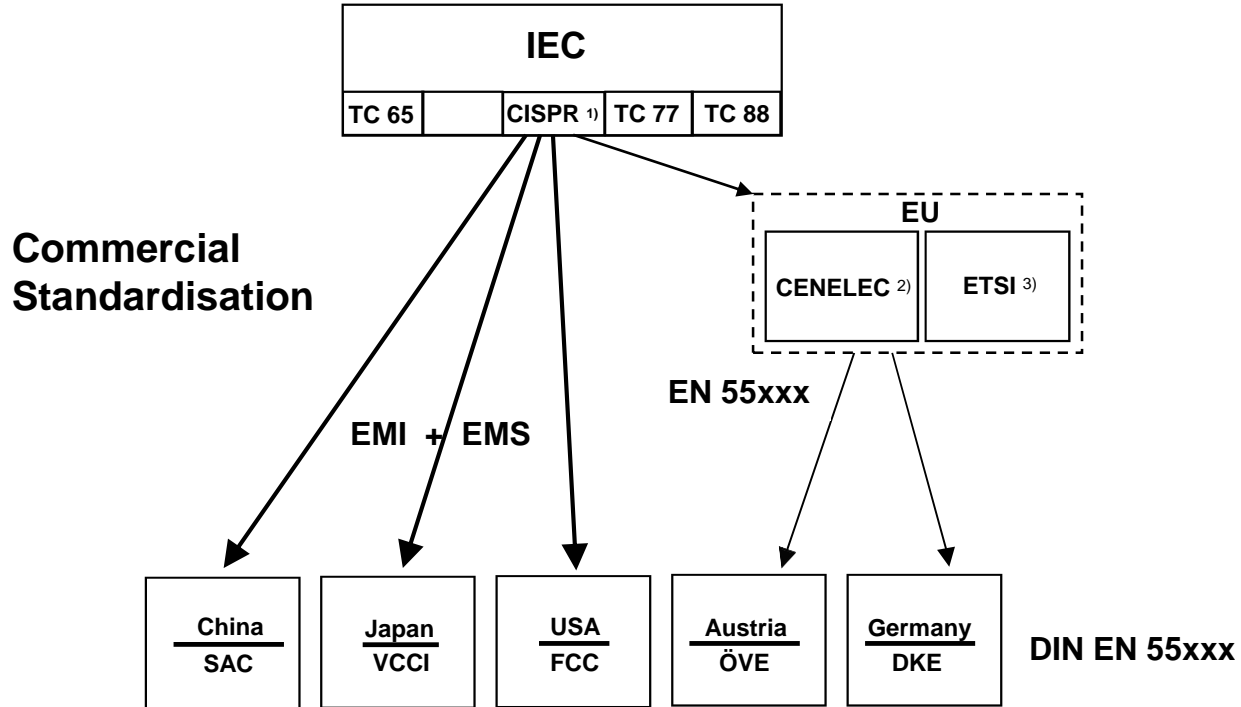 IEC
TC 65
CISPR 1)
TC 77
TC 88
EU
CENELEC 2)
ETSI 3)
Commercial
Standardisation
EN 55xxx
EMI + EMS
China
SAC
Japan
VCCI
USA
FCC
Austria
ÖVE
Germany
DKE
DIN EN 55xxx